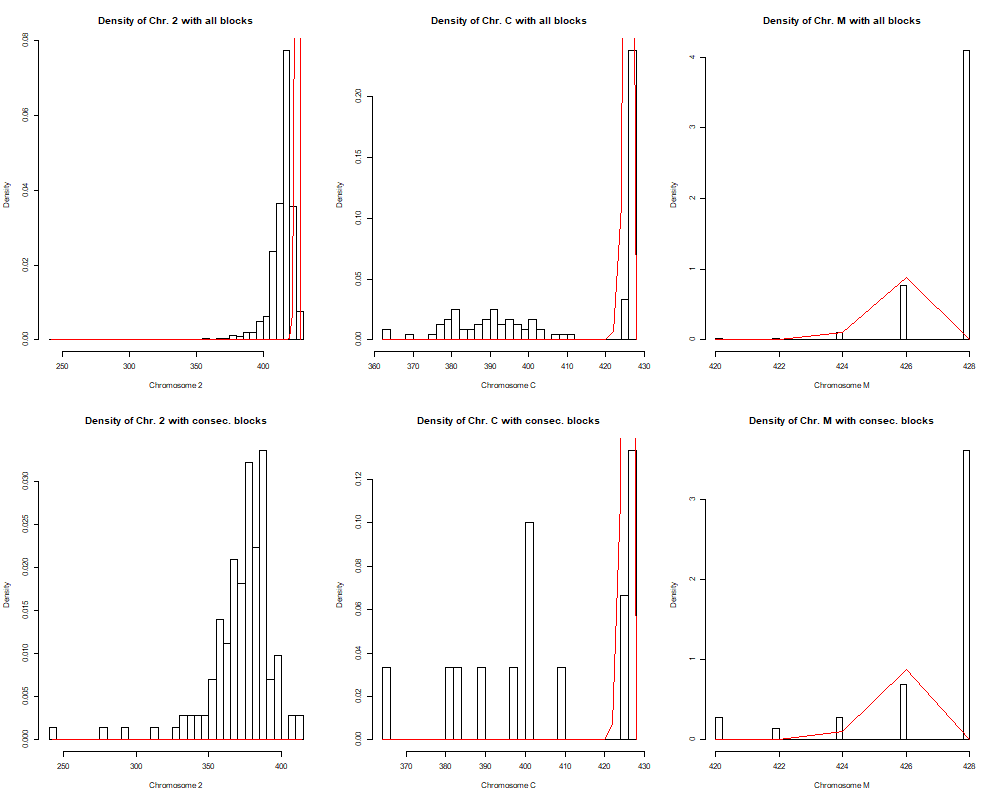 Density of Chr. 2 with all blocks
Density
0.00 0.02 0.04 0.06 0.08
250 300 350 400
Chromosome 2
Density of Chr. C with all blocks
Density
0.00 0.05 0.10 0.15 0.20
360 370 380 390 400 410 420 430
Chromosome C
Density of Chr. M with all blocks
Density
0 1 2 3 4
420 422 424 426 428
Chromosome M
Density of Chr. 2 with consec. blocks
Density
0.000 0.005 0.010 0.015 0.020 0.025 0.030
250 300 350 400
Chromosome 2
Density of Chr. C with consec. blocks
Density
0.00 0.02 0.04 0.06 0.08 0.10 0.12
370 380 390 400 410 420 430
Chromosome C
Density of Chr. M with consec. blocks
Density
0 1 2 3
420 422 424 426 428
Chromosome M